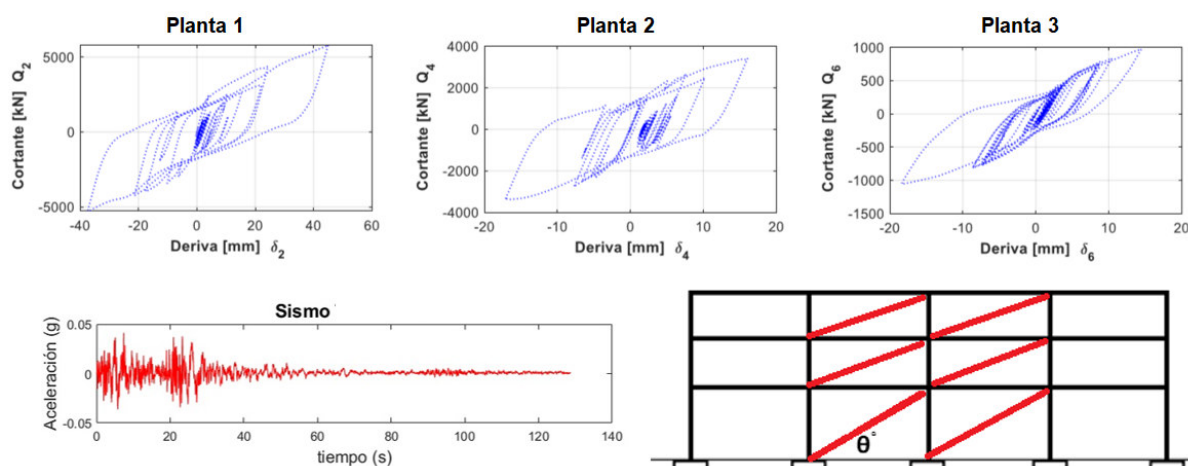 Planta 1
5000
0
-5000
Cortante [kN] Q2
-40 -20 0 20 40 60
Deriva [mm] δ2
Planta 2
4000
2000
0
-2000
-4000
Cortante [kN] Q4
-20 -10 0 10 20
Deriva [mm] δ4
Planta 3
1000
500
0
-500
-1000
-1500
Cortante [kN] Q6
-20 -10 0 10 20
Deriva [mm] δ6
Sismo
0.05
0
-0.05
Aceleración (g)
0 20 40 60 80 100 120 140
tiempo (s)
θ°